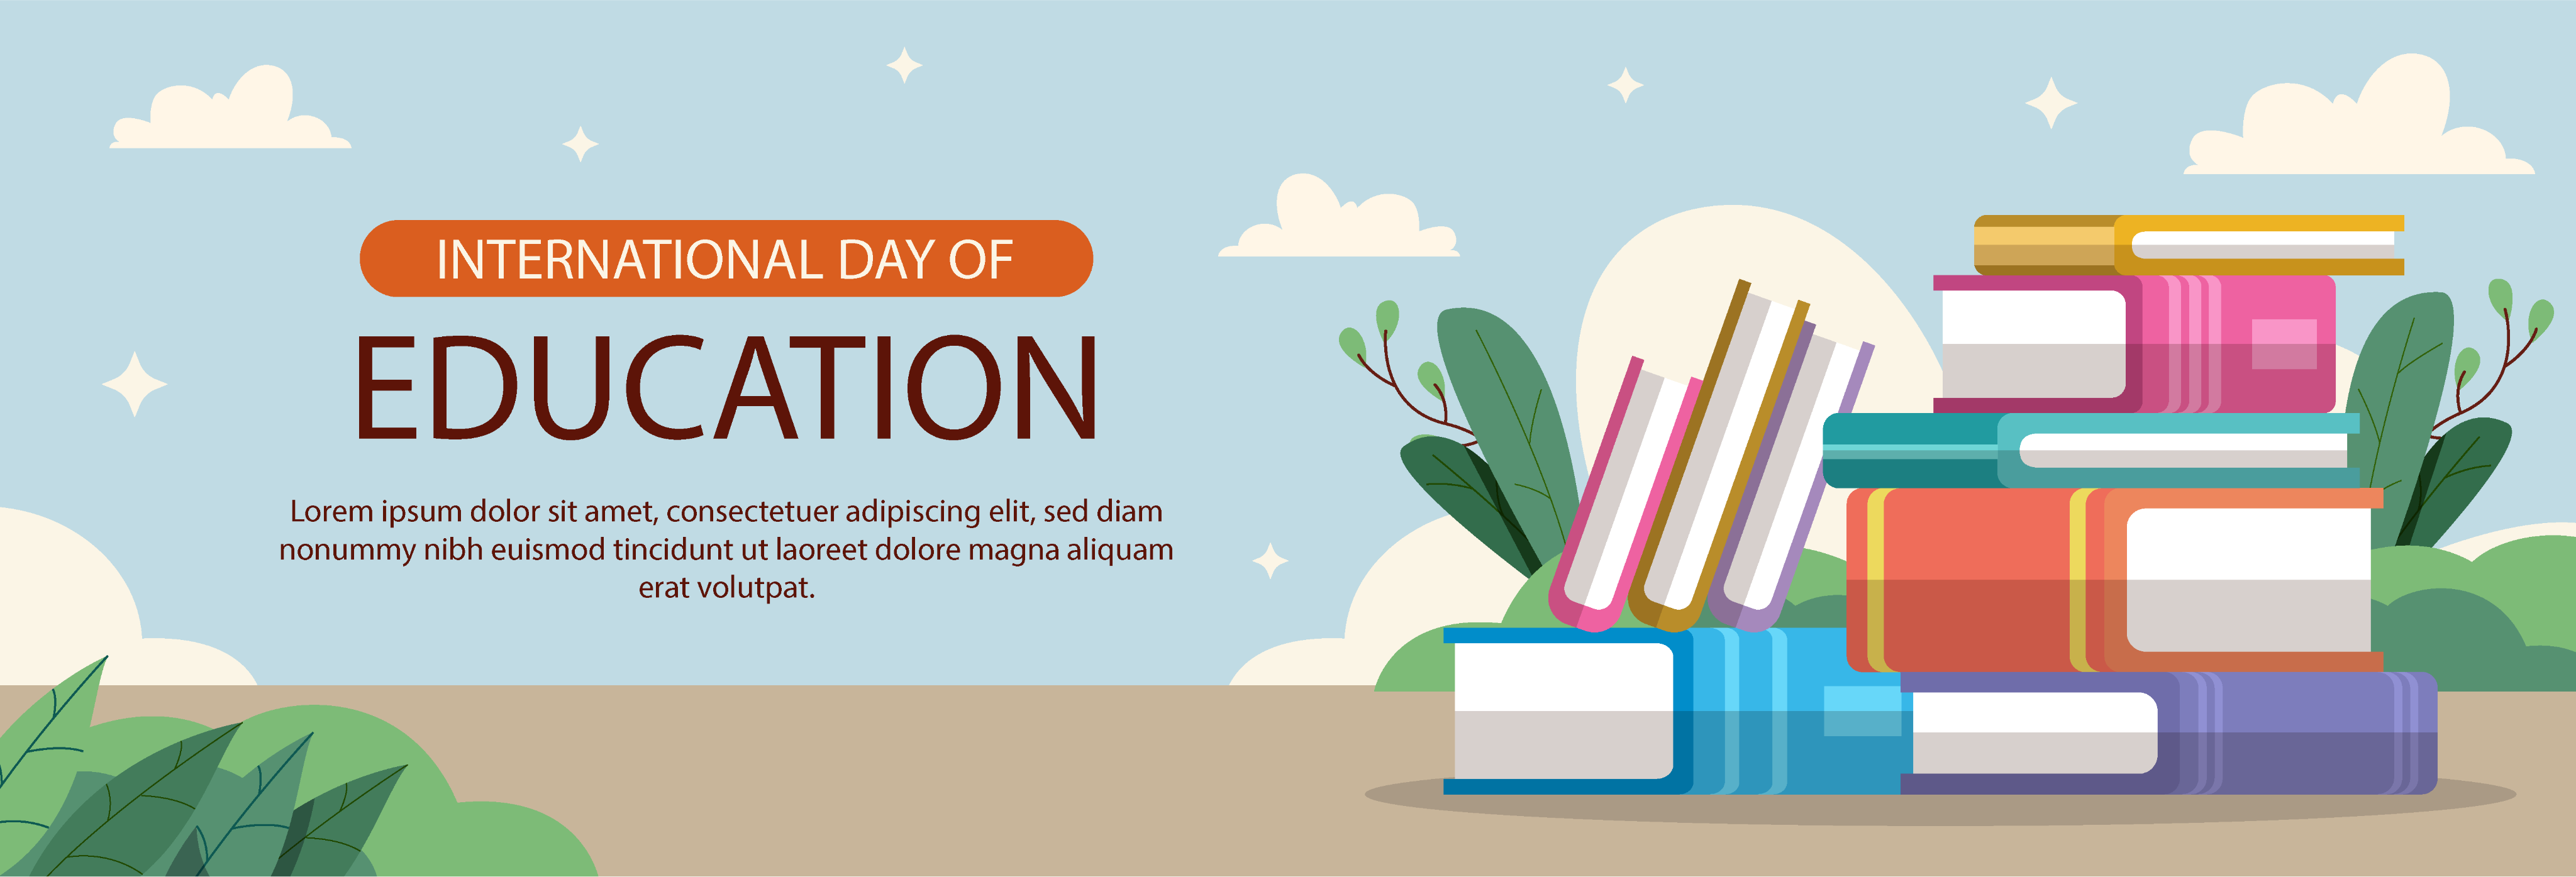 INTERNATIONAL DAY OF
EDUCATION
Lorem ipsum dolor sit amet, consectetuer adipiscing elit, sed diam
nonummy nibh euismod tincidunt ut laoreet dolore magna aliquam
erat volutpat.